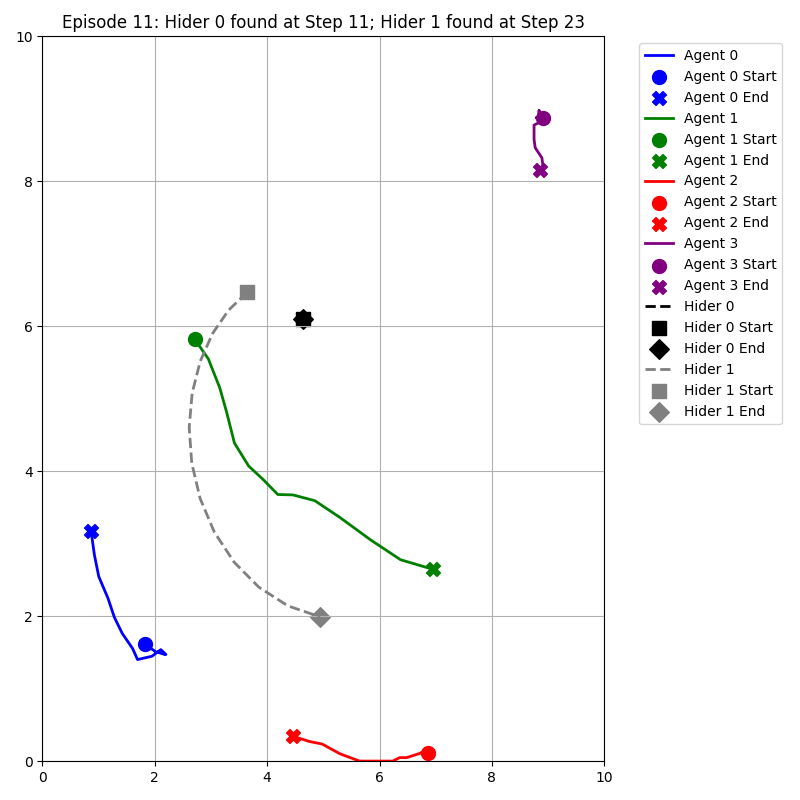 Episode 11: Hider 0 found at Step 11; Hider 1 found at Step 23
10
8
6
4
2
0
0
2
4
6
8
10
Agent 0
Agent 0 Start
Agent 0 End
Agent 1
Agent 1 Start
Agent 1 End
Agent 2
Agent 2 Start
Agent 2 End
Agent 3
Agent 3 Start
Agent 3 End
Hider 0
Hider 0 Start
Hider 0 End
Hider 1
Hider 1 Start
Hider 1 End